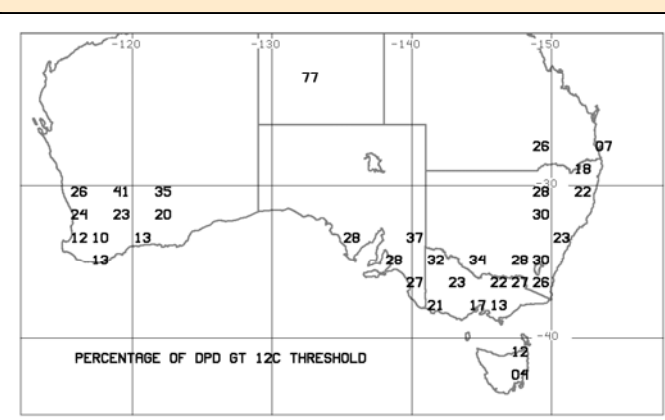 -120 -130 -140 -150
77
26 07
18
26 41 35 28 -30 22
24 23 20 30
12 10 13 28 37 23
13 28 32 34 28 30
27 23 22 27 26
21 17 13
-40
12
PERCENTAGE OF DPD GT 12C THRESHOLD
04